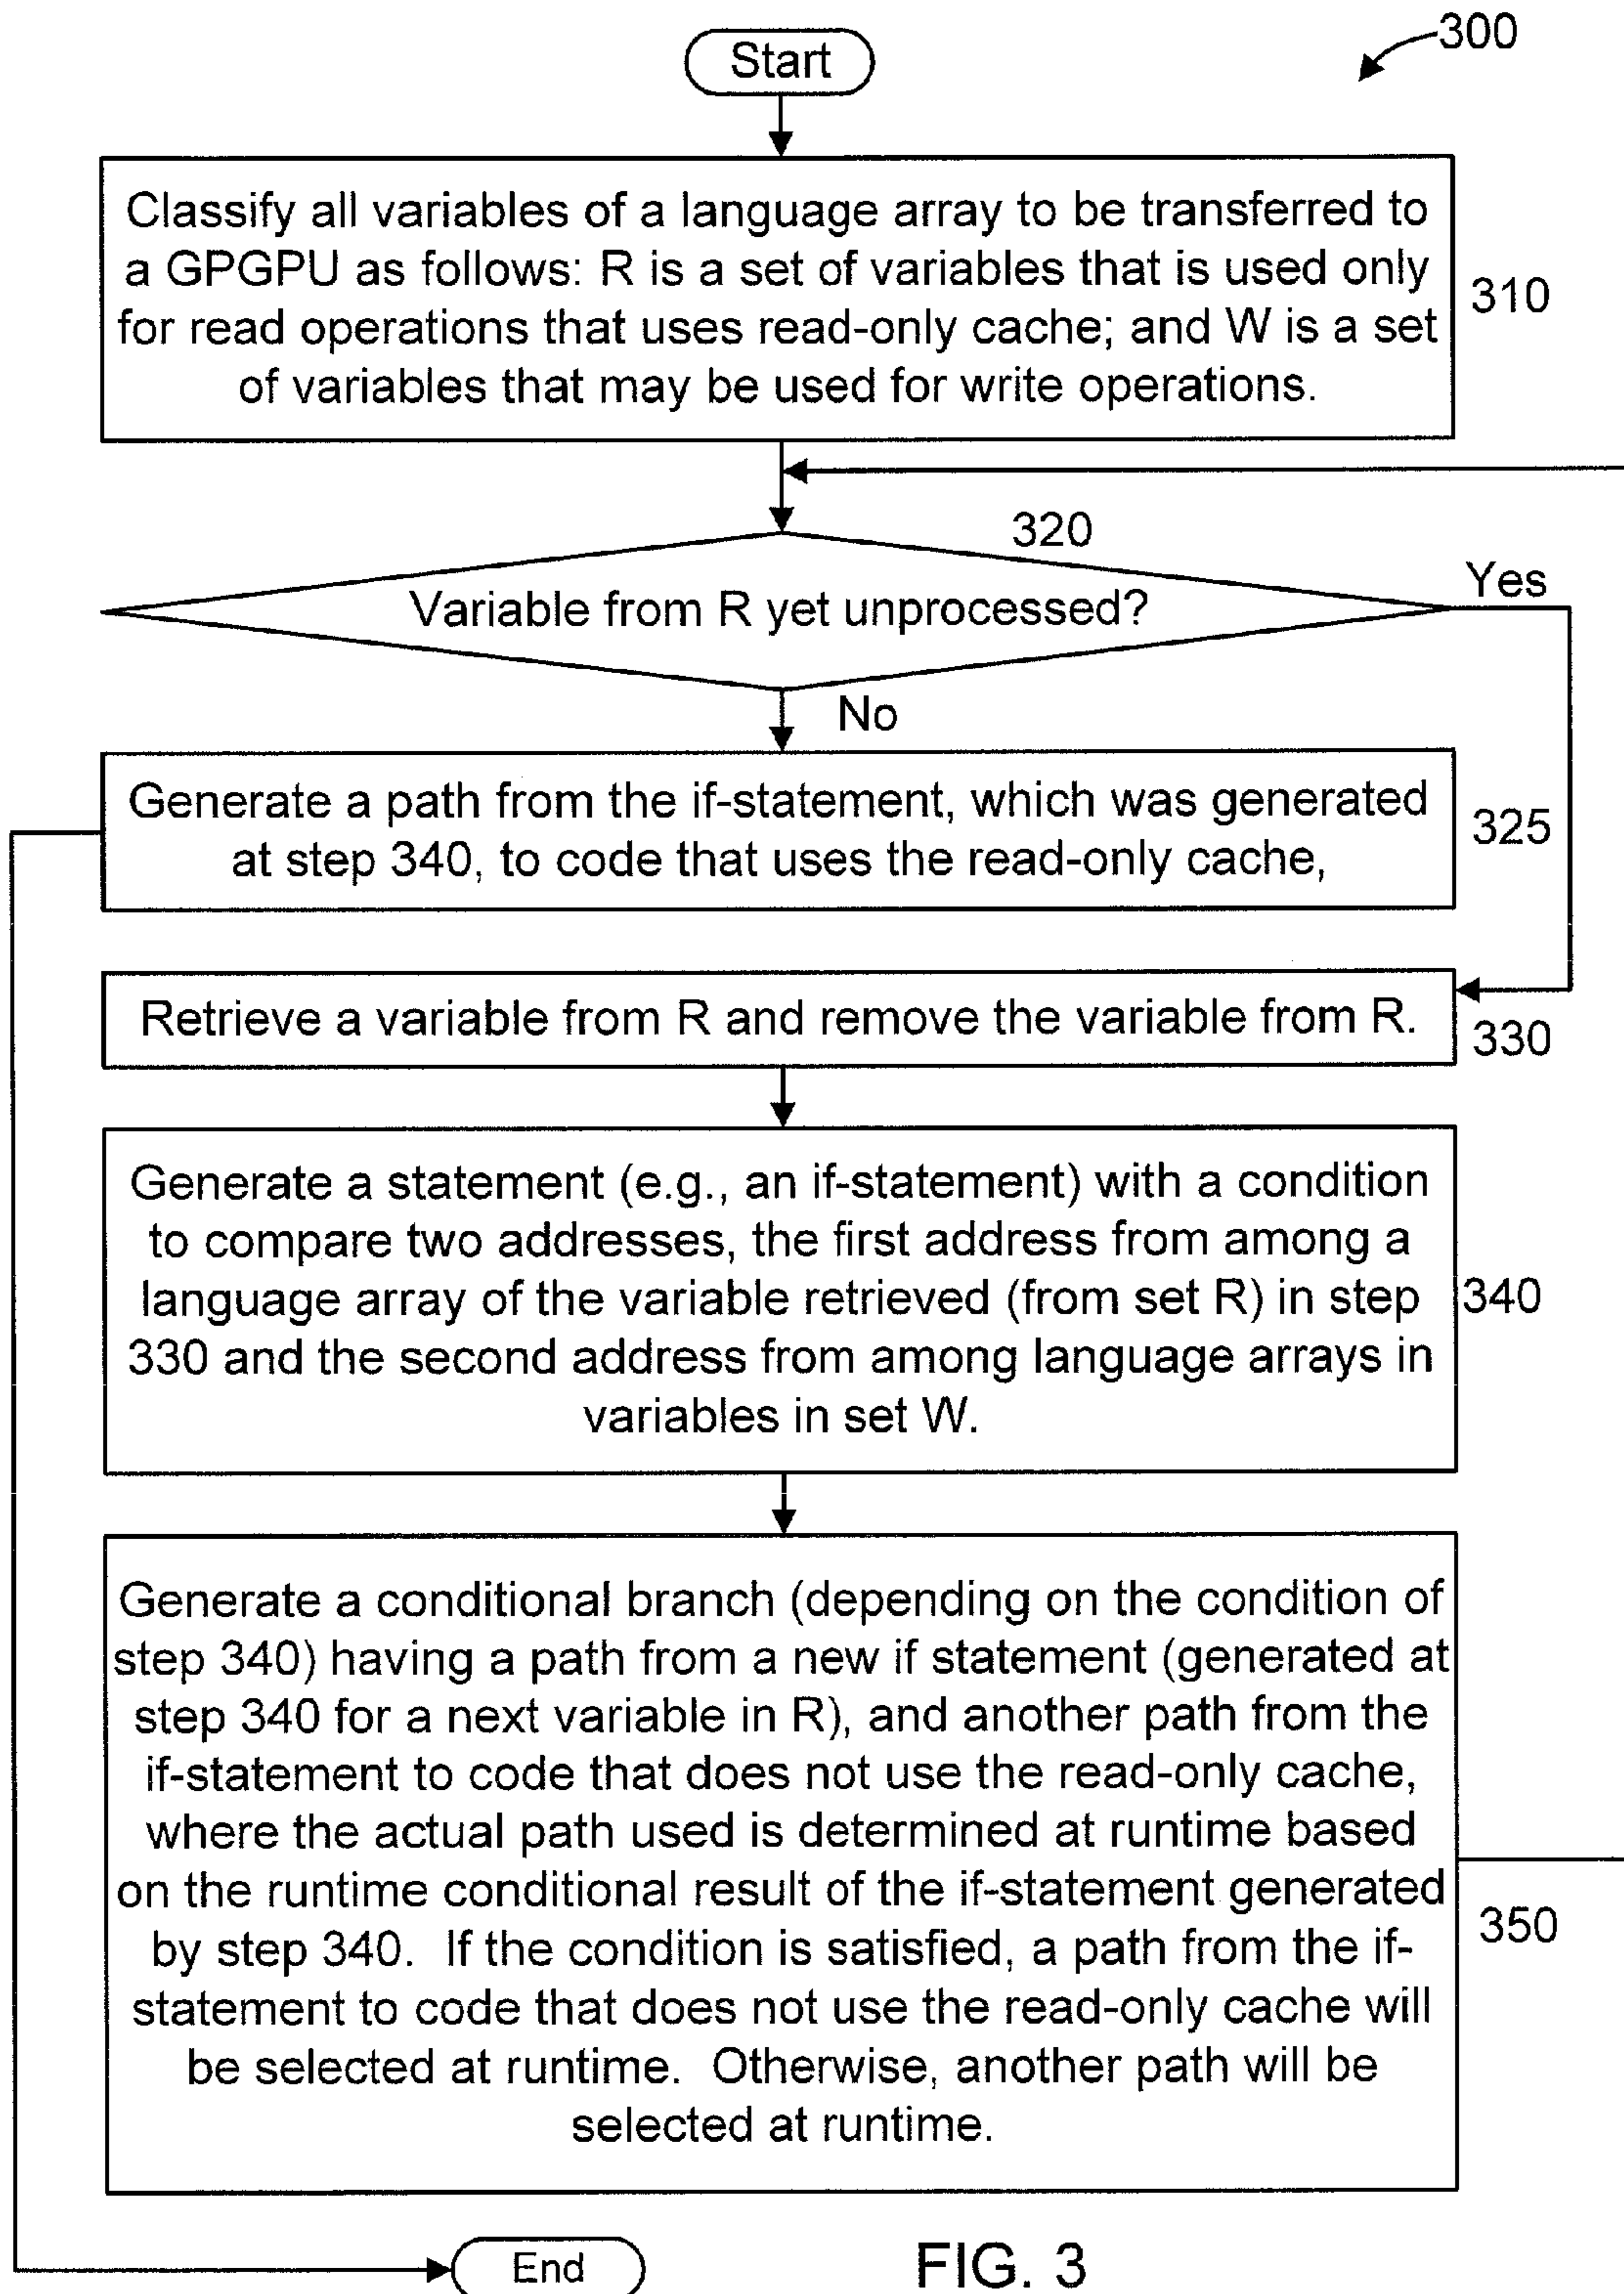 Start
300
Classify all variables of a language array to be transferred to
a GPGPU as follows: R is a set of variables that is used only
for read operations that uses read-only cache; and W is a set
of variables that may be used for write operations.
310
320
Variable from R yet unprocessed?
Yes
No
Generate a path from the if-statement, which was generated
at step 340, to code that uses the read-only cache,
325
Retrieve a variable from R and remove the variable from R.
330
Generate a statement (e.g., an if-statement) with a condition
to compare two addresses, the first address from among a
language array of the variable retrieved (from set R) in step
330 and the second address from among language arrays in
variables in set W.
340
Generate a conditional branch (depending on the condition of
step 340) having a path from a new if statement (generated at
step 340 for a next variable in R), and another path from the
if-statement to code that does not use the read-only cache,
where the actual path used is determined at runtime based
on the runtime conditional result of the if-statement generated
by step 340.  If the condition is satisfied, a path from the if-
statement to code that does not use the read-only cache will
be selected at runtime.  Otherwise, another path will be
selected at runtime.
350
End
FIG. 3